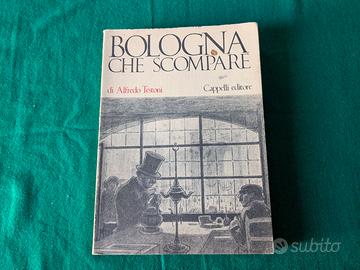 BOLOGNA
CHE SCOMPARE
di Alfredo Testoni
Cappelli editore
subito